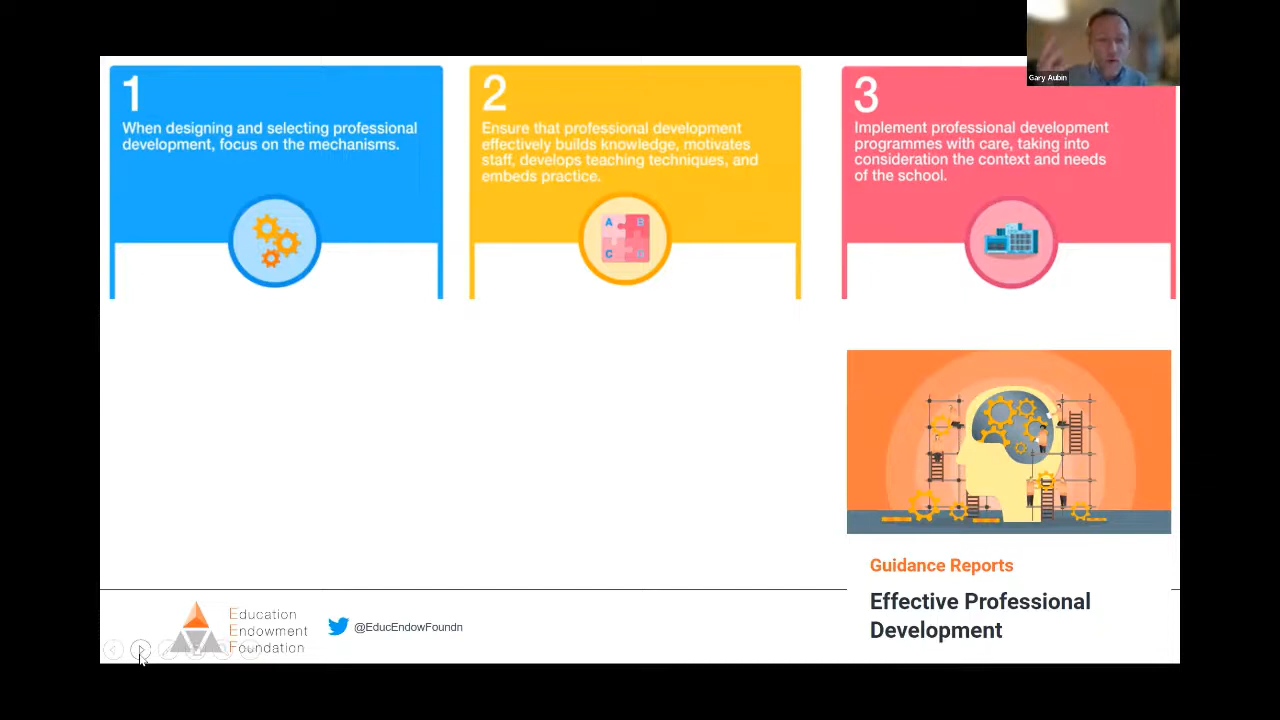 Gary Aubin
1
When designing and selecting professional
development, focus on the mechanisms.
2
Ensure that professional development
effectively builds knowledge, motivates
staff, develops teaching techniques, and
embeds practice.
3
Implement professional development
programmes with care, taking into
consideration the context and needs
of the school.
A B
C D
Guidance Reports
Effective Professional
Development
Education
Endowment
Foundation
@EducEndowFoundn